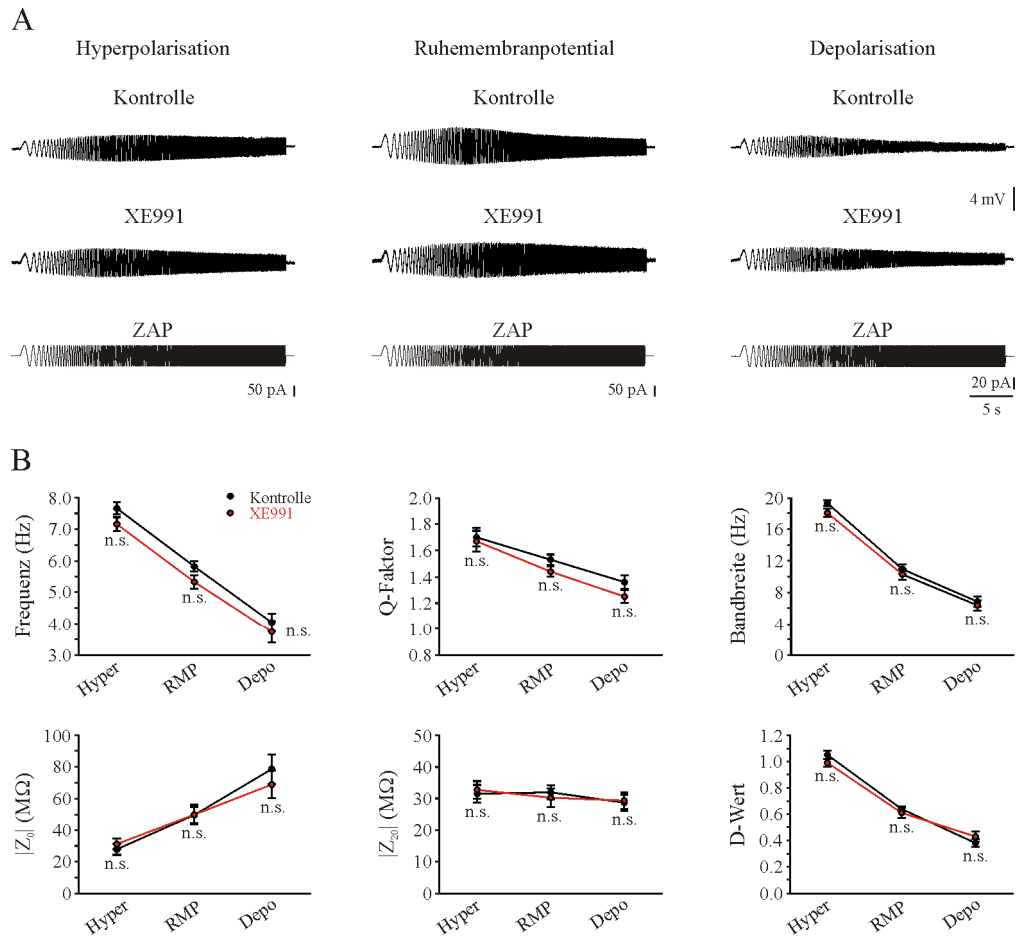 A
Hyperpolarisation Ruhemembranpotential Depolarisation
Kontrolle Kontrolle Kontrolle
4 mV
XE991 XE991 XE991
ZAP ZAP ZAP
50 pA 50 pA 20 pA
5 s
B
Frequenz (Hz)
8.0
7.0
6.0
5.0
4.0
3.0
Kontrolle
XE991
n.s.
n.s.
n.s.
Hyper RMP Depo
Q-Faktor
2.0
1.8
1.6
1.4
1.2
1.0
0.8
n.s.
n.s.
n.s.
Hyper RMP Depo
Bandbreite (Hz)
20
16
12
8
4
0
n.s.
n.s.
n.s.
Hyper RMP Depo
|Z₀| (MΩ)
100
80
60
40
20
0
n.s.
n.s.
n.s.
Hyper RMP Depo
|Z₂₀| (MΩ)
50
40
30
20
10
0
n.s.
n.s.
n.s.
Hyper RMP Depo
D-Wert
1.2
1.0
0.8
0.6
0.4
0.2
0.0
n.s.
n.s.
n.s.
Hyper RMP Depo